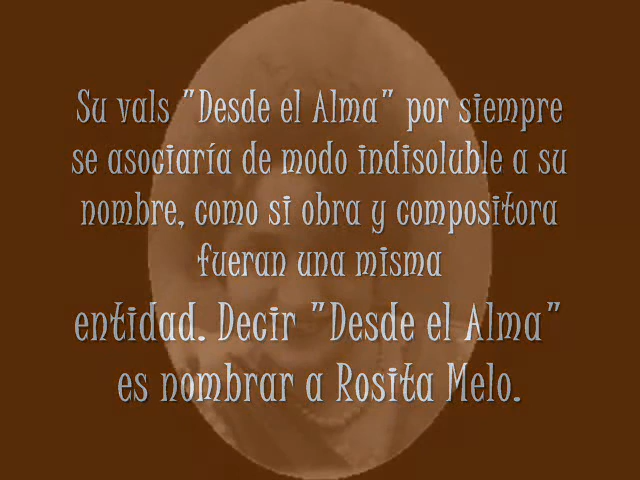 Su vals "Desde el Alma" por siempre
se asociaría de modo indisoluble a su
nombre, como si obra y compositora
fueran una misma
entidad. Decir "Desde el Alma"
es nombrar a Rosita Melo.